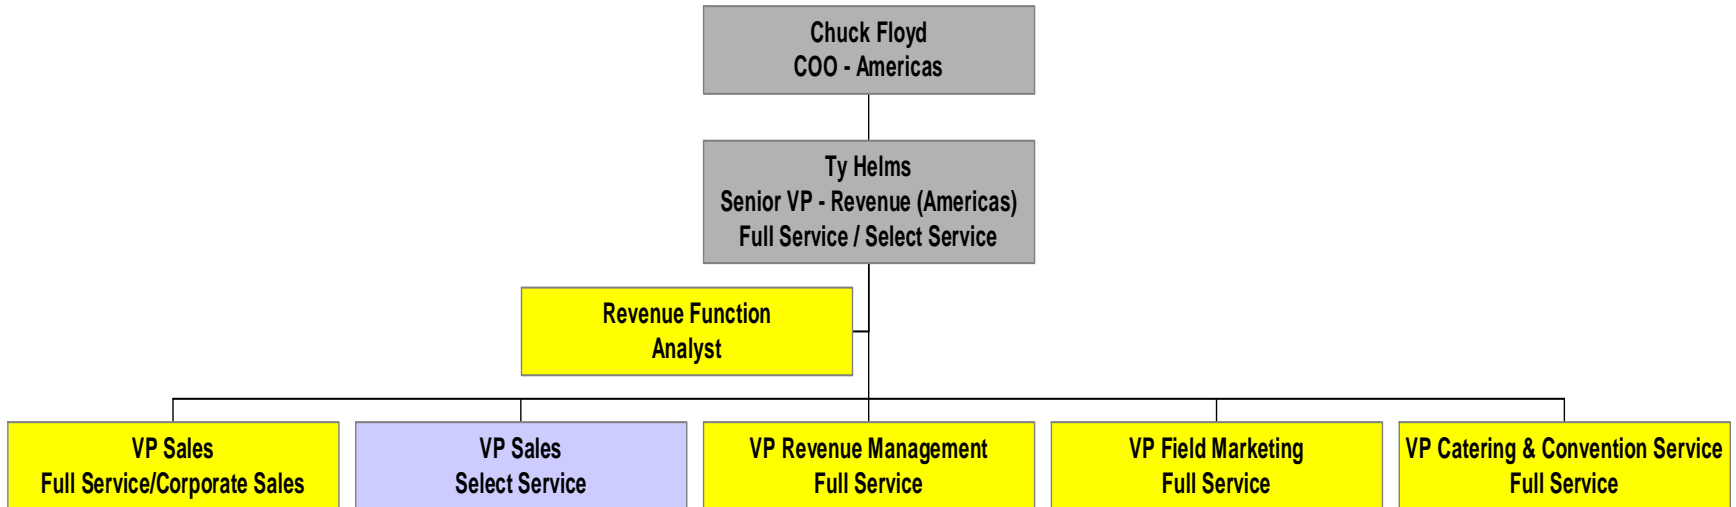 Chuck Floyd
COO - Americas
Ty Helms
Senior VP - Revenue (Americas)
Full Service / Select Service
Revenue Function
Analyst
VP Sales
Full Service/Corporate Sales
VP Sales
Select Service
VP Revenue Management
Full Service
VP Field Marketing
Full Service
VP Catering & Convention Service
Full Service